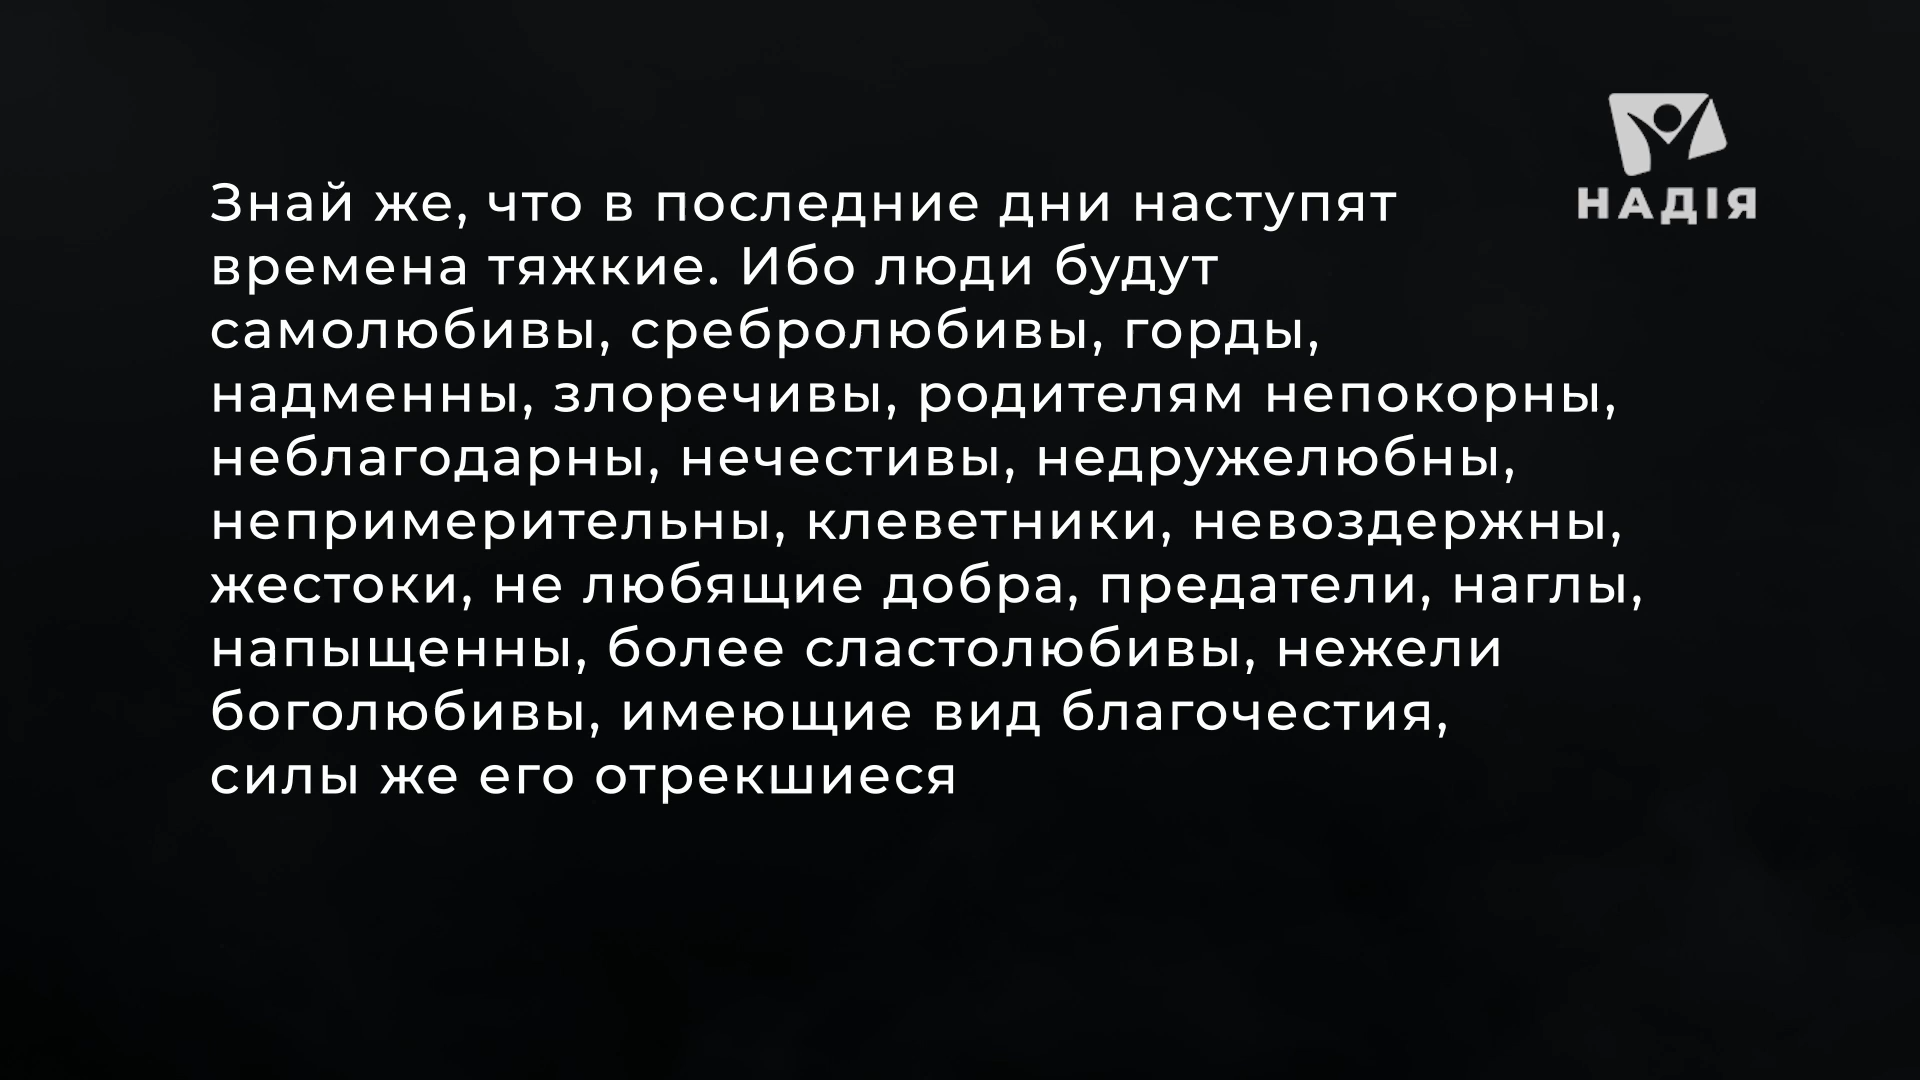 НАДІЯ
Знай же, что в последние дни наступят
времена тяжкие. Ибо люди будут
самолюбивы, сребролюбивы, горды,
надменны, злоречивы, родителям непокорны,
неблагодарны, нечестивы, недружелюбны,
непримерительны, клеветники, невоздержны,
жестоки, не любящие добра, предатели, наглы,
напыщенны, более сластолюбивы, нежели
боголюбивы, имеющие вид благочестия,
силы же его отрекшиеся